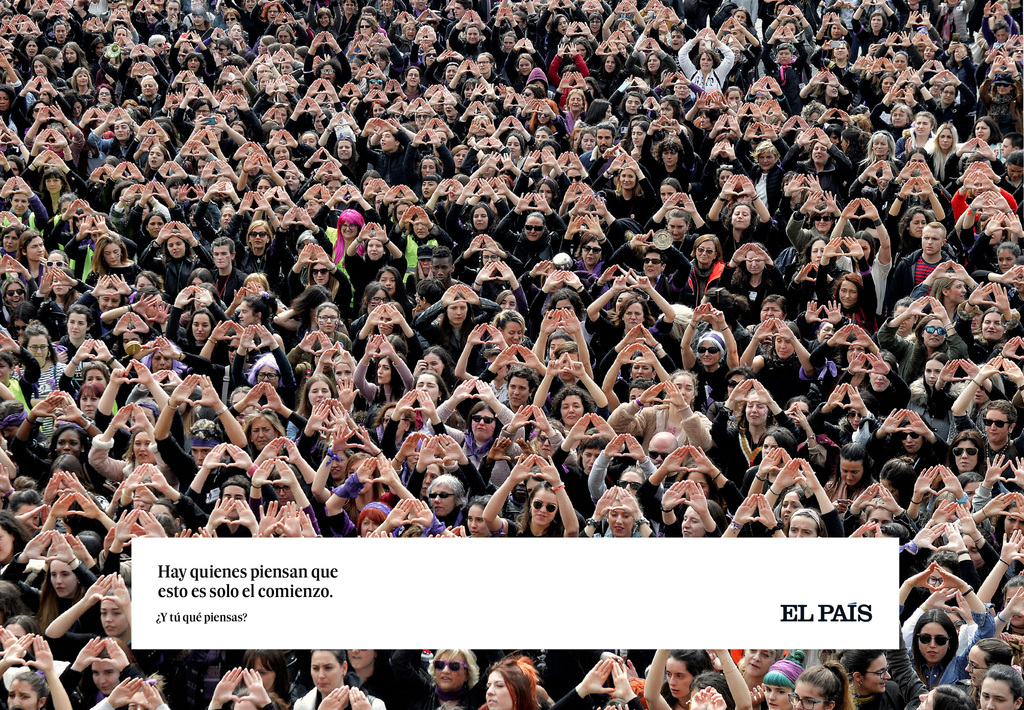 Hay quienes piensan que
esto es solo el comienzo.
¿Y tú qué piensas?
EL PAÍS